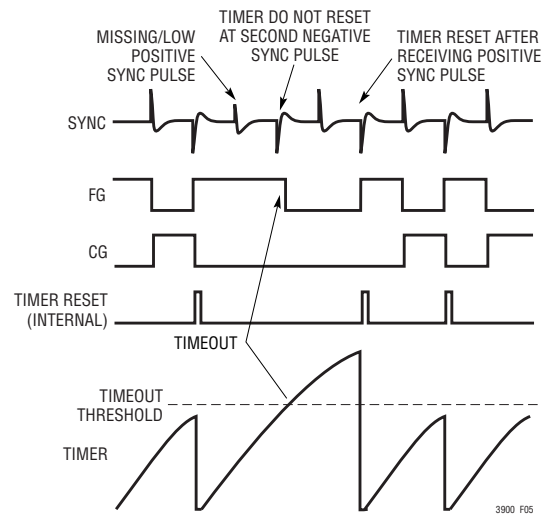 TIMER DO NOT RESET
AT SECOND NEGATIVE
SYNC PULSE
MISSING/LOW
POSITIVE
SYNC PULSE
TIMER RESET AFTER
RECEIVING POSITIVE
SYNC PULSE
SYNC
FG
CG
TIMER RESET
(INTERNAL)
TIMEOUT
TIMEOUT
THRESHOLD
TIMER
3900 F05